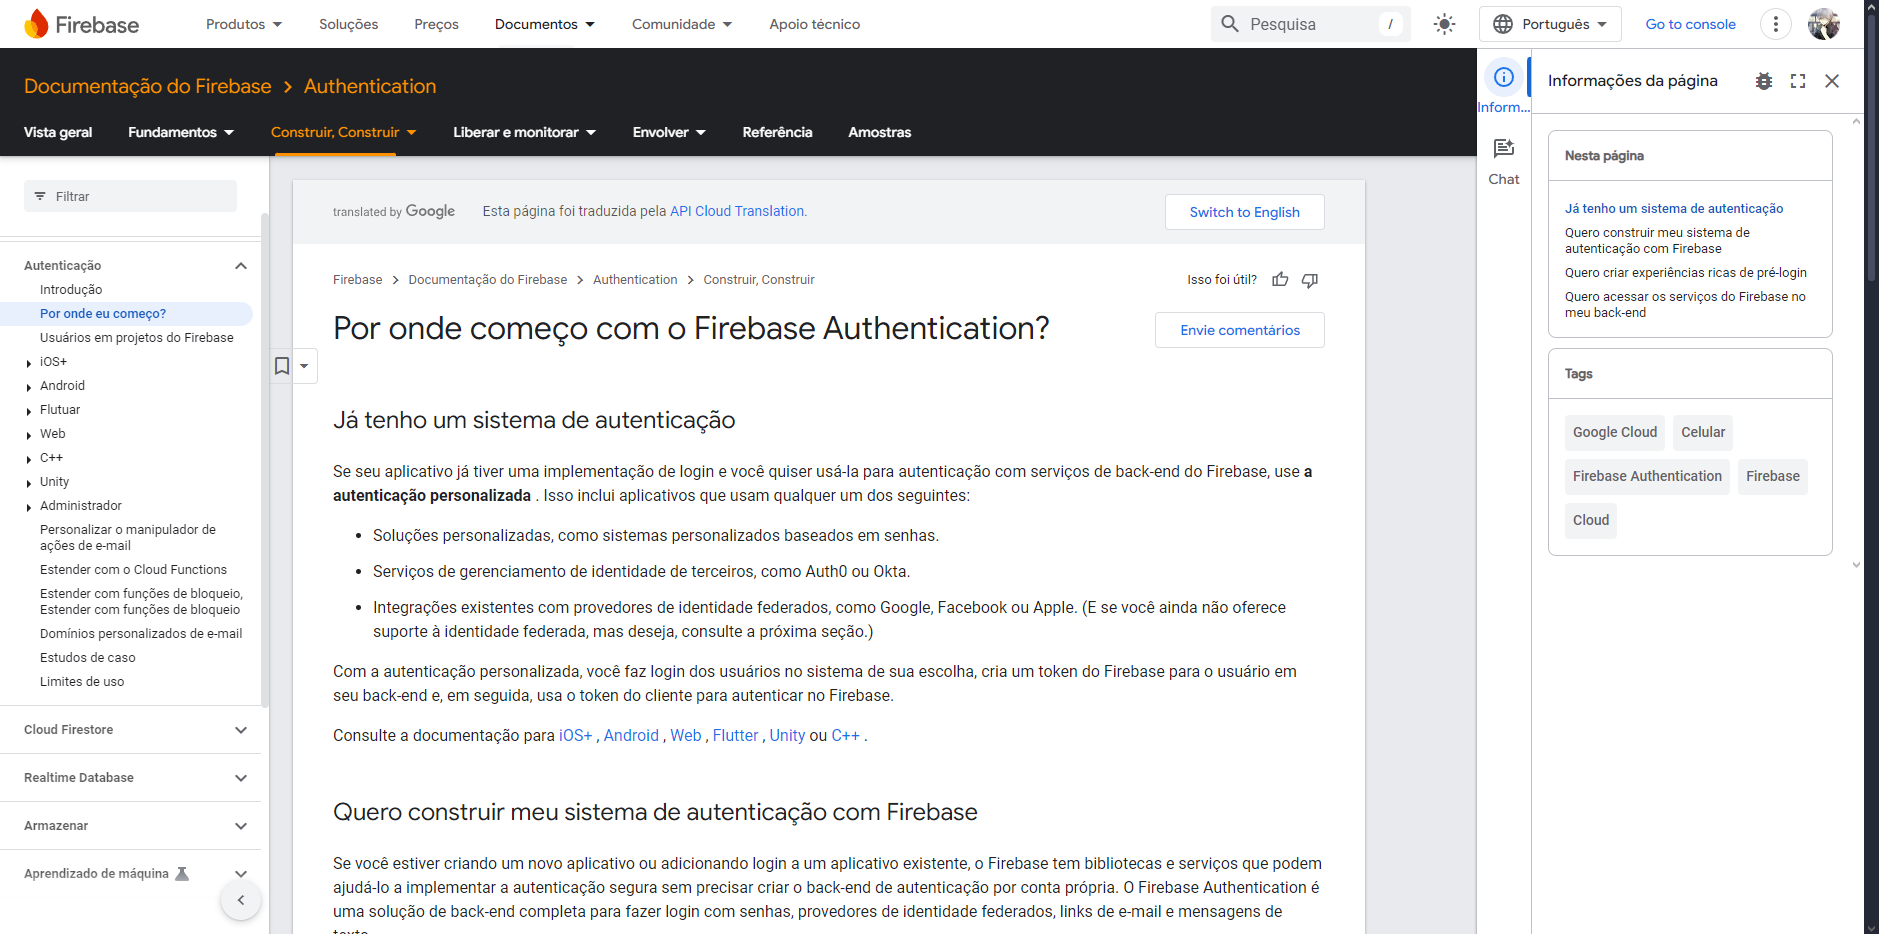 Firebase
Produtos
Soluções
Preços
Documentos
Comunidade
Apoio técnico
Pesquisa
/
Português
Go to console
Documentação do Firebase
Authentication
Vista geral
Fundamentos
Construir, Construir
Liberar e monitorar
Envolver
Referência
Amostras
Filtrar
Autenticação
Introdução
Por onde eu começo?
Usuários em projetos do Firebase
iOS+
Android
Flutuar
Web
C++
Unity
Administrador
Personalizar o manipulador de
ações de e-mail
Estender com o Cloud Functions
Estender com funções de bloqueio,
Estender com funções de bloqueio
Domínios personalizados de e-mail
Estudos de caso
Limites de uso
Cloud Firestore
Realtime Database
Armazenar
Aprendizado de máquina
translated by Google
Esta página foi traduzida pela API Cloud Translation.
Switch to English
Firebase
Documentação do Firebase
Authentication
Construir, Construir
Isso foi útil?
Por onde começo com o Firebase Authentication?
Envie comentários
Já tenho um sistema de autenticação
Se seu aplicativo já tiver uma implementação de login e você quiser usá-la para autenticação com serviços de back-end do Firebase, use a
autenticação personalizada . Isso inclui aplicativos que usam qualquer um dos seguintes:
• Soluções personalizadas, como sistemas personalizados baseados em senhas.
• Serviços de gerenciamento de identidade de terceiros, como Auth0 ou Okta.
• Integrações existentes com provedores de identidade federados, como Google, Facebook ou Apple. (E se você ainda não oferece
suporte à identidade federada, mas deseja, consulte a próxima seção.)
Com a autenticação personalizada, você faz login dos usuários no sistema de sua escolha, cria um token do Firebase para o usuário em
seu back-end e, em seguida, usa o token do cliente para autenticar no Firebase.
Consulte a documentação para iOS+ , Android , Web , Flutter , Unity ou C++ .
Quero construir meu sistema de autenticação com Firebase
Se você estiver criando um novo aplicativo ou adicionando login a um aplicativo existente, o Firebase tem bibliotecas e serviços que podem
ajudá-lo a implementar a autenticação segura sem precisar criar o back-end de autenticação por conta própria. O Firebase Authentication é
uma solução de back-end completa para fazer login com senhas, provedores de identidade federados, links de e-mail e mensagens de
Inform...
Chat
Informações da página
Nesta página
Já tenho um sistema de autenticação
Quero construir meu sistema de
autenticação com Firebase
Quero criar experiências ricas de pré-login
Quero acessar os serviços do Firebase no
meu back-end
Tags
Google Cloud
Celular
Firebase Authentication
Firebase
Cloud